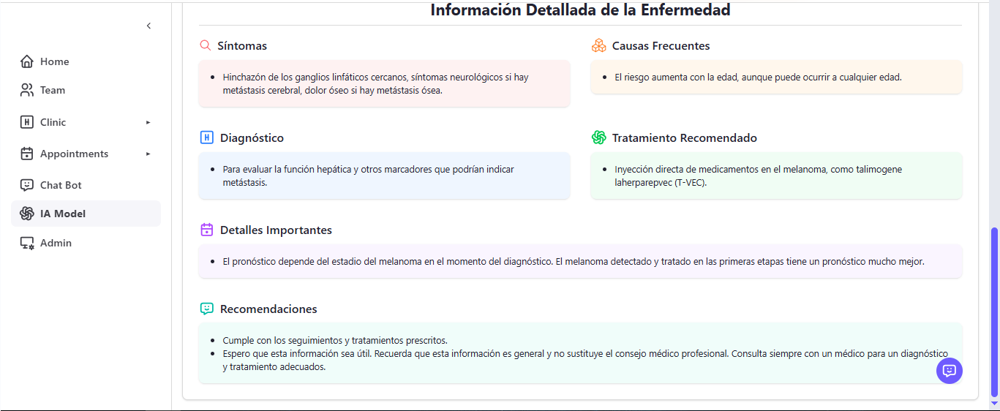 Home
Team
Clinic
Appointments
Chat Bot
IA Model
Admin
Información Detallada de la Enfermedad
Síntomas
Hinchazón de los ganglios linfáticos cercanos, síntomas neurológicos si hay
metástasis cerebral, dolor óseo si hay metástasis ósea.
Causas Frecuentes
El riesgo aumenta con la edad, aunque puede ocurrir a cualquier edad.
Diagnóstico
Para evaluar la función hepática y otros marcadores que podrían indicar
metástasis.
Tratamiento Recomendado
Inyección directa de medicamentos en el melanoma, como talimogene
laherparepvec (T-VEC).
Detalles Importantes
El pronóstico depende del estadio del melanoma en el momento del diagnóstico. El melanoma detectado y tratado en las primeras etapas tiene un pronóstico mucho mejor.
Recomendaciones
Cumple con los seguimientos y tratamientos prescritos.
Espero que esta información sea útil. Recuerda que esta información es general y no sustituye el consejo médico profesional. Consulta siempre con un médico para un diagnóstico
y tratamiento adecuados.